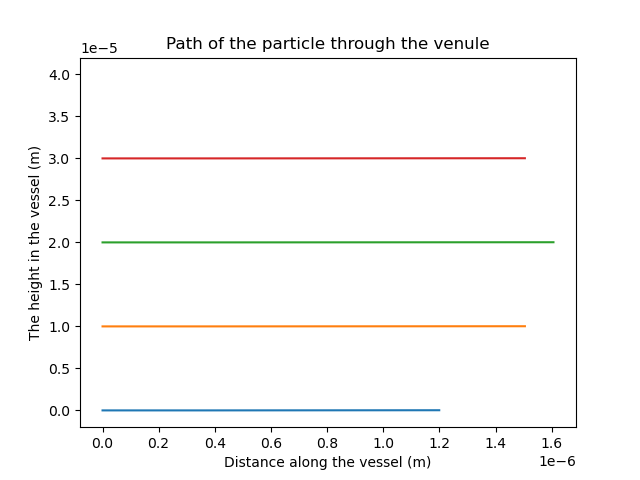 Path of the particle through the venule
1e−5
4.0
3.5
3.0
2.5
2.0
1.5
1.0
0.5
0.0
The height in the vessel (m)
0.0 0.2 0.4 0.6 0.8 1.0 1.2 1.4 1.6
Distance along the vessel (m)
1e−6